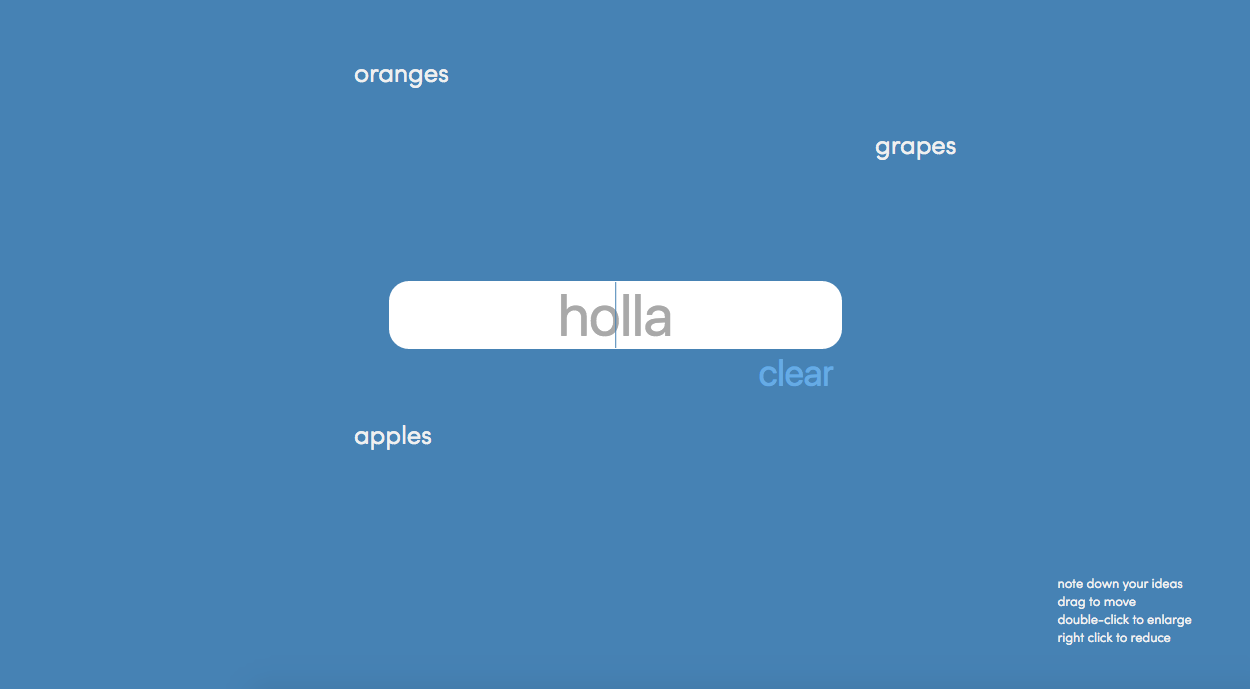 oranges
grapes
holla
clear
apples
note down your ideas
drag to move
double-click to enlarge
right click to reduce